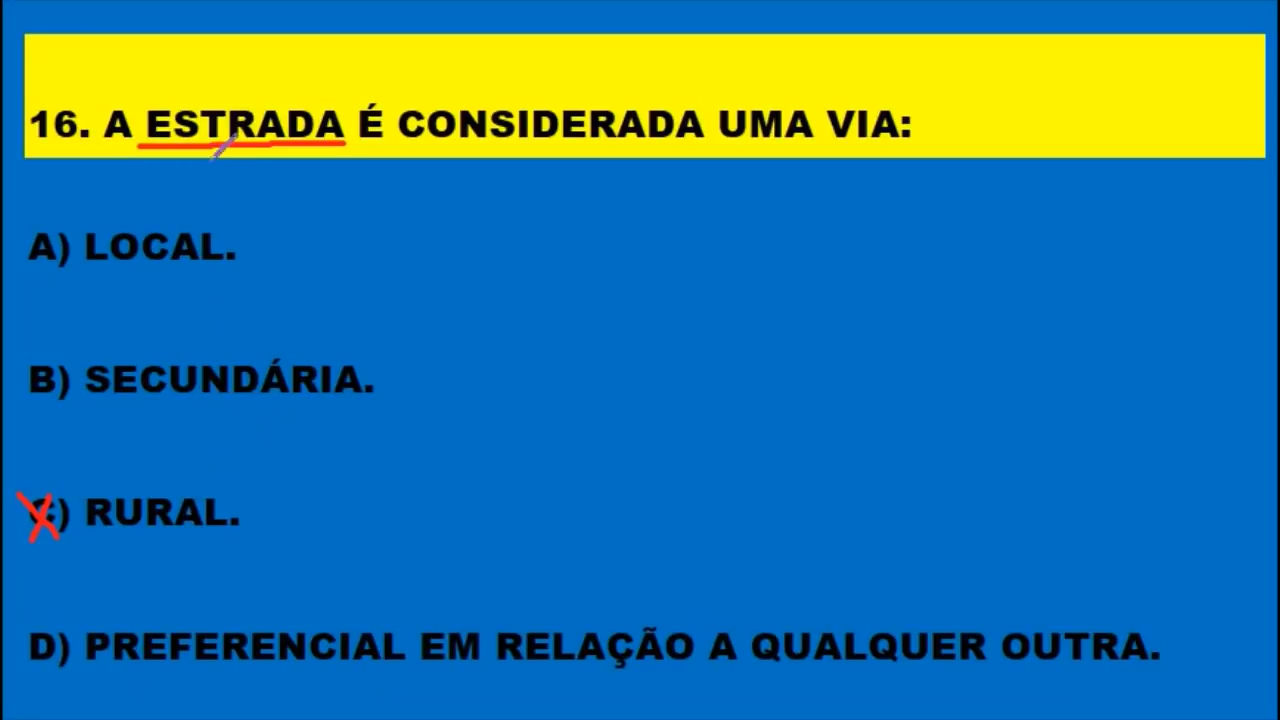 16. A ESTRADA É CONSIDERADA UMA VIA:
A) LOCAL.
B) SECUNDÁRIA.
C) RURAL.
D) PREFERENCIAL EM RELAÇÃO A QUALQUER OUTRA.